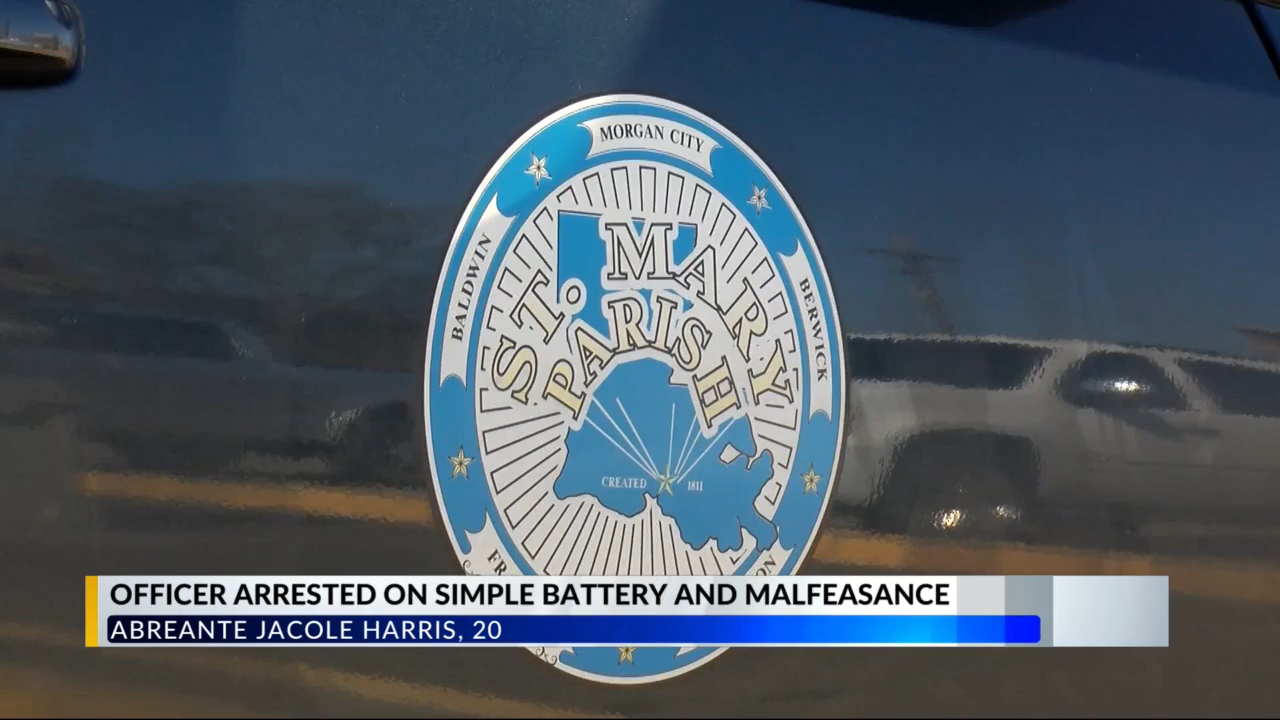 MORGAN CITY
BALDWIN
BERWICK
ST. MARY
PARISH
CREATED 1811
OFFICER ARRESTED ON SIMPLE BATTERY AND MALFEASANCE
ABREANTE JACOLE HARRIS, 20